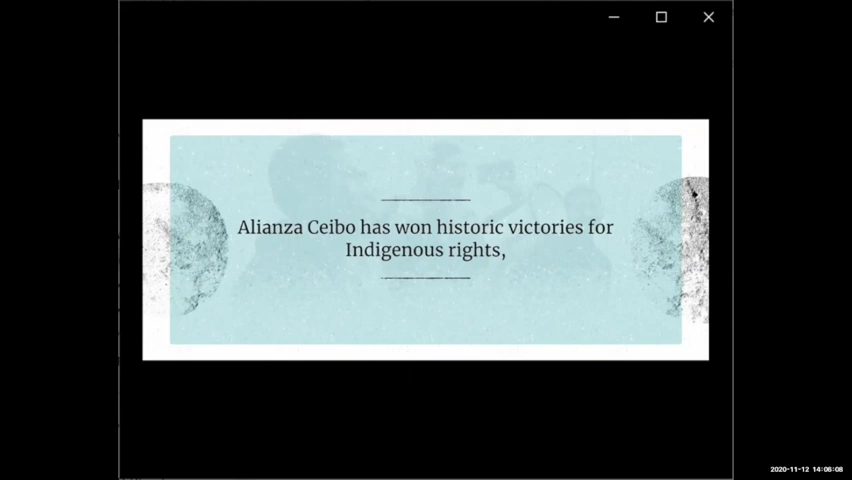 Alianza Ceibo has won historic victories for
Indigenous rights,
2020-11-12 14:06:08